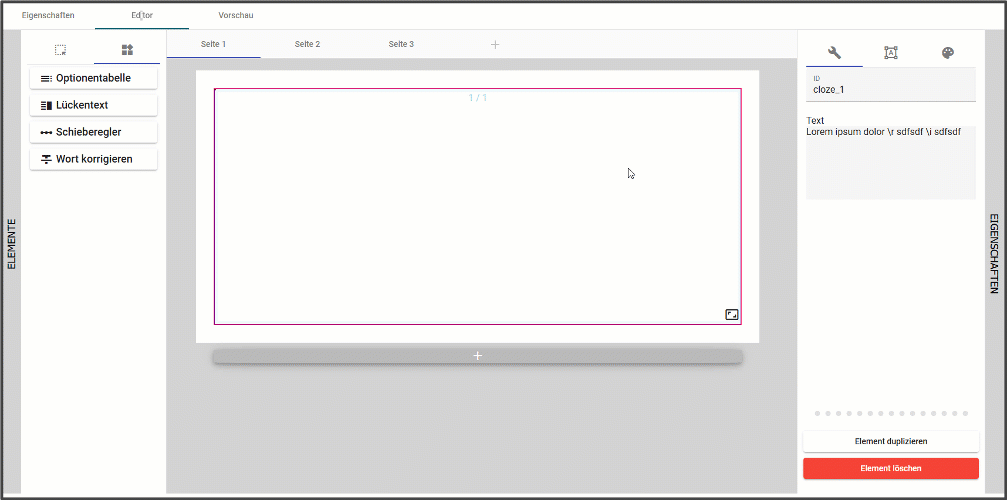 Eigenschaften Editor Vorschau
Seite 1 Seite 2 Seite 3 +
Optionentabelle
Lückentext
Schieberegler
Wort korrigieren
ELEMENTE
1 / 1
+
ID
cloze_1
Text
Lorem ipsum dolor \r sdfsdf \i sdfsdf
EIGENSCHAFTEN
Element duplizieren
Element löschen